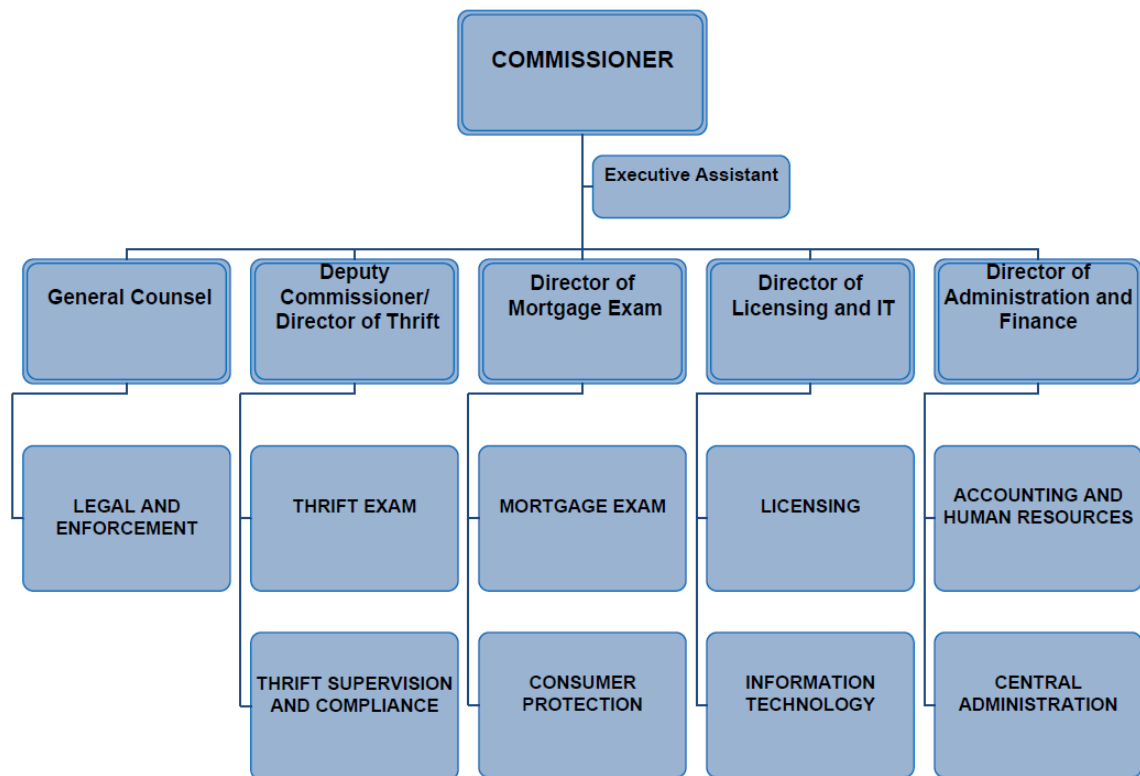 COMMISSIONER
Executive Assistant
General Counsel
Deputy
Commissioner/
Director of Thrift
Director of
Mortgage Exam
Director of
Licensing and IT
Director of
Administration and
Finance
LEGAL AND
ENFORCEMENT
THRIFT EXAM
MORTGAGE EXAM
LICENSING
ACCOUNTING AND
HUMAN RESOURCES
THRIFT SUPERVISION
AND COMPLIANCE
CONSUMER
PROTECTION
INFORMATION
TECHNOLOGY
CENTRAL
ADMINISTRATION